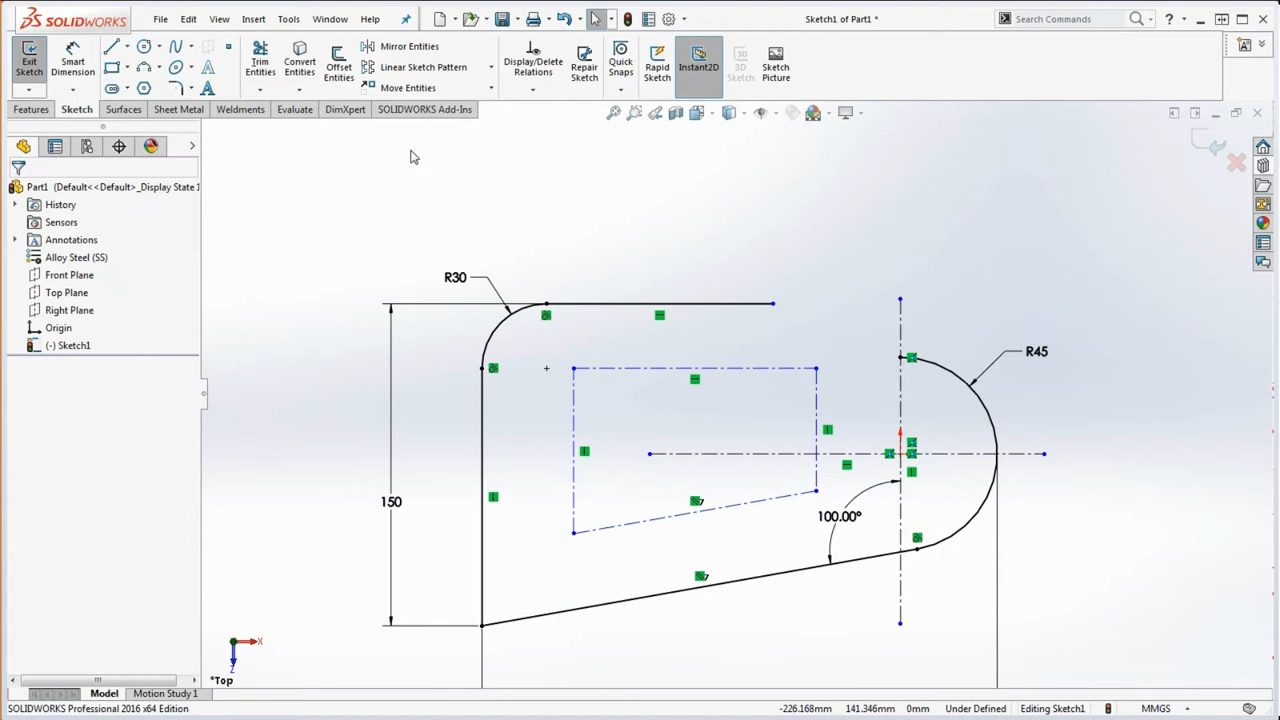 SOLIDWORKS File Edit View Insert Tools Window Help Sketch1 of Part1 * Search Commands
Exit Sketch
Smart Dimension
Trim Entities
Convert Entities
Offset Entities
Mirror Entities
Linear Sketch Pattern
Move Entities
Display/Delete Relations
Repair Sketch
Quick Snaps
Rapid Sketch
Instant2D
3D Sketch
Sketch Picture
Features Sketch Surfaces Sheet Metal Weldments Evaluate DimXpert SOLIDWORKS Add-Ins
Part1 (Default<<Default>_Display State 1
History
Sensors
Annotations
Alloy Steel (SS)
Front Plane
Top Plane
Right Plane
Origin
(-) Sketch1
R30
R45
150
100.00°
7
7
X
Z
*Top
Model Motion Study 1
SOLIDWORKS Professional 2016 x64 Edition -226.168mm 141.346mm 0mm Under Defined Editing Sketch1 MMGS